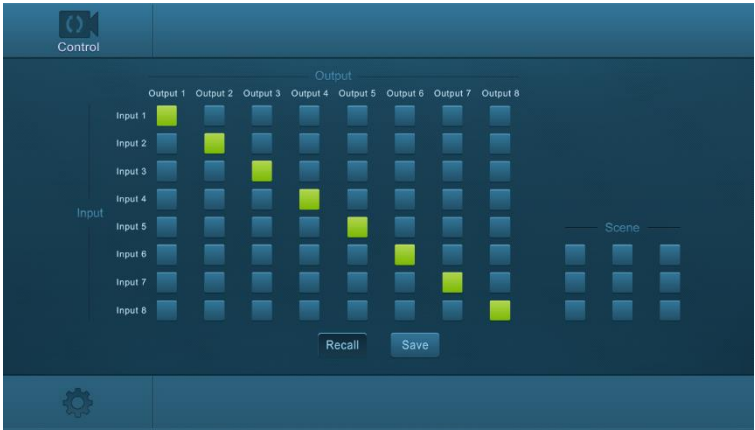 Control
Output
Output 1 Output 2 Output 3 Output 4 Output 5 Output 6 Output 7 Output 8
Input 1
Input 2
Input 3
Input 4
Input
Input 5
Scene
Input 6
Input 7
Input 8
Recall Save